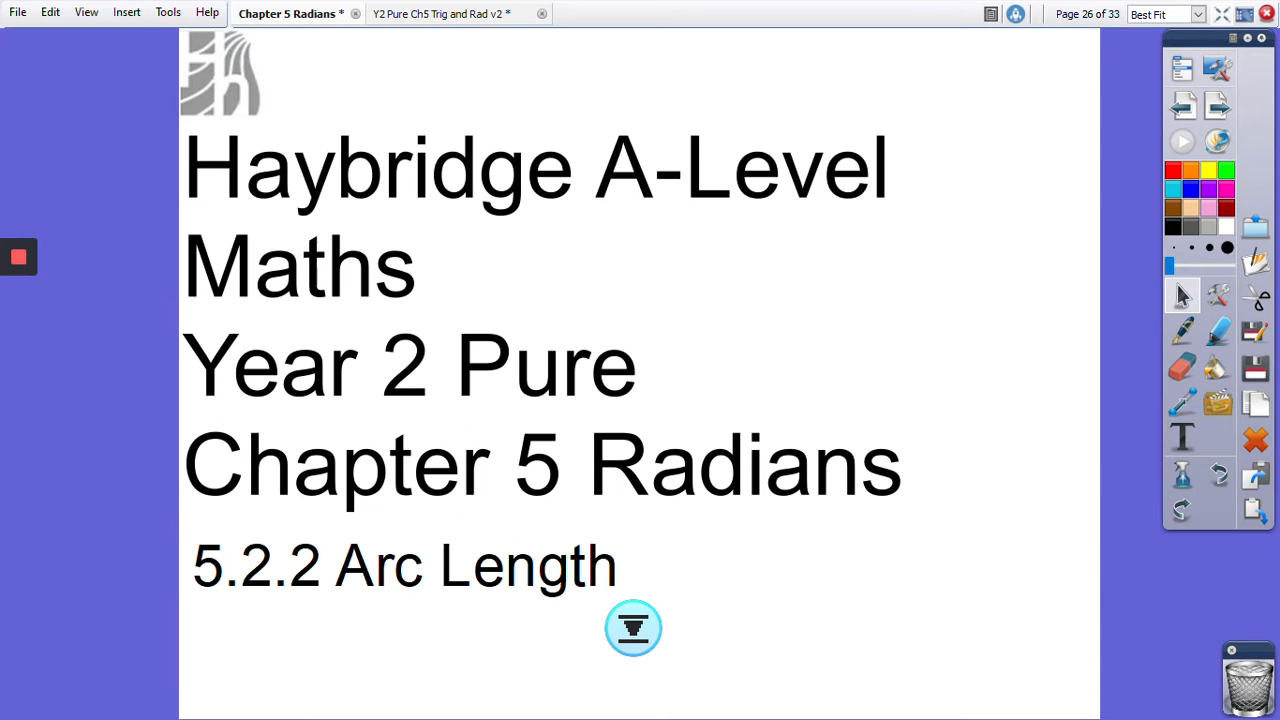 File Edit View Insert Tools Help Chapter 5 Radians * Y2 Pure Ch5 Trig and Rad v2 * Page 26 of 33 Best Fit
Haybridge A-Level
Maths
Year 2 Pure
Chapter 5 Radians
5.2.2 Arc Length